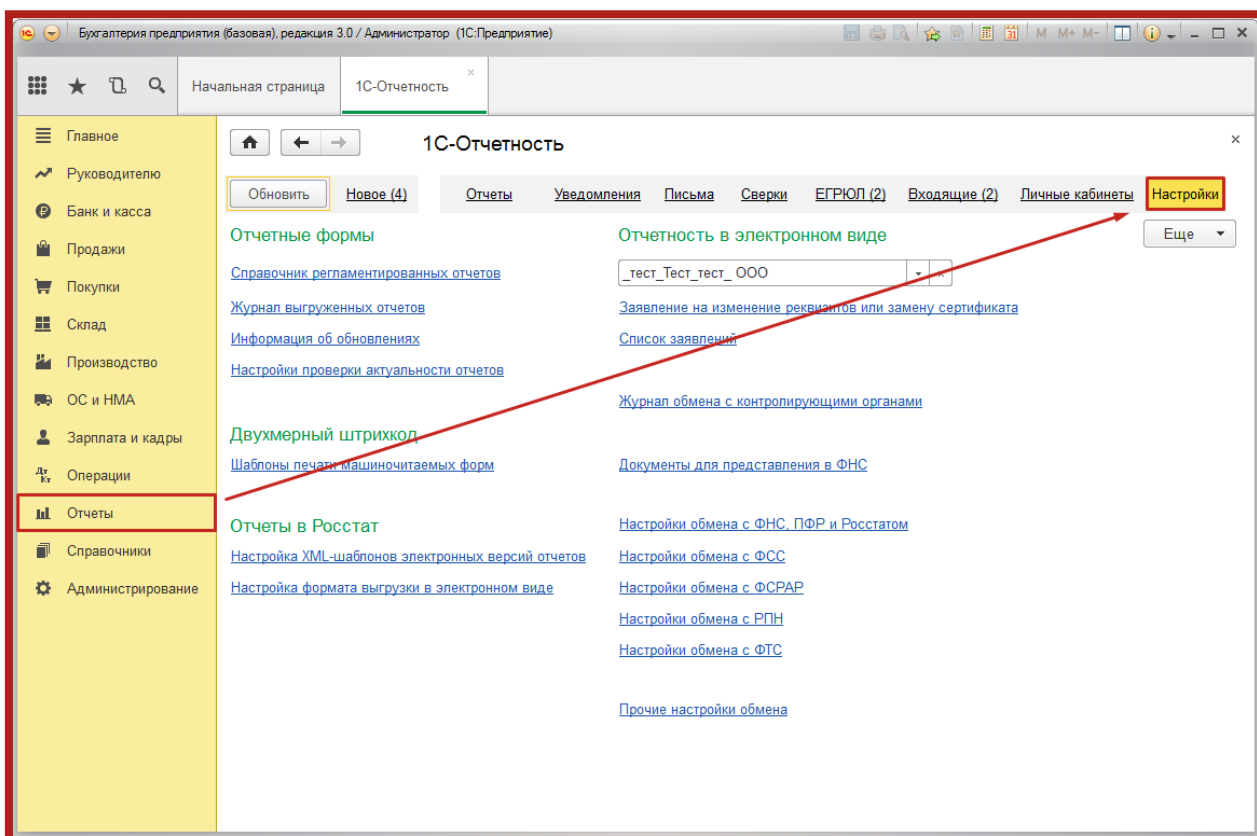 Бухгалтерия предприятия (базовая), редакция 3.0 / Администратор (1С:Предприятие)
M M+ M-
Начальная страница
1С-Отчетность
Главное
Руководителю
Банк и касса
Продажи
Покупки
Склад
Производство
ОС и НМА
Зарплата и кадры
Дт Кт
Операции
Отчеты
Справочники
Администрирование
1С-Отчетность
Обновить Новое (4) Отчеты Уведомления Письма Сверки ЕГРЮЛ (2) Входящие (2) Личные кабинеты Настройки
Еще
Отчетные формы
Справочник регламентированных отчетов
Журнал выгруженных отчетов
Информация об обновлениях
Настройки проверки актуальности отчетов
Двухмерный штрихкод
Шаблоны печати машиночитаемых форм
Отчеты в Росстат
Настройка XML-шаблонов электронных версий отчетов
Настройка формата выгрузки в электронном виде
Отчетность в электронном виде
_тест_Тест_тест_ ООО
Заявление на изменение реквизитов или замену сертификата
Список заявлений
Журнал обмена с контролирующими органами
Документы для представления в ФНС
Настройки обмена с ФНС, ПФР и Росстатом
Настройки обмена с ФСС
Настройки обмена с ФСРАР
Настройки обмена с РПН
Настройки обмена с ФТС
Прочие настройки обмена